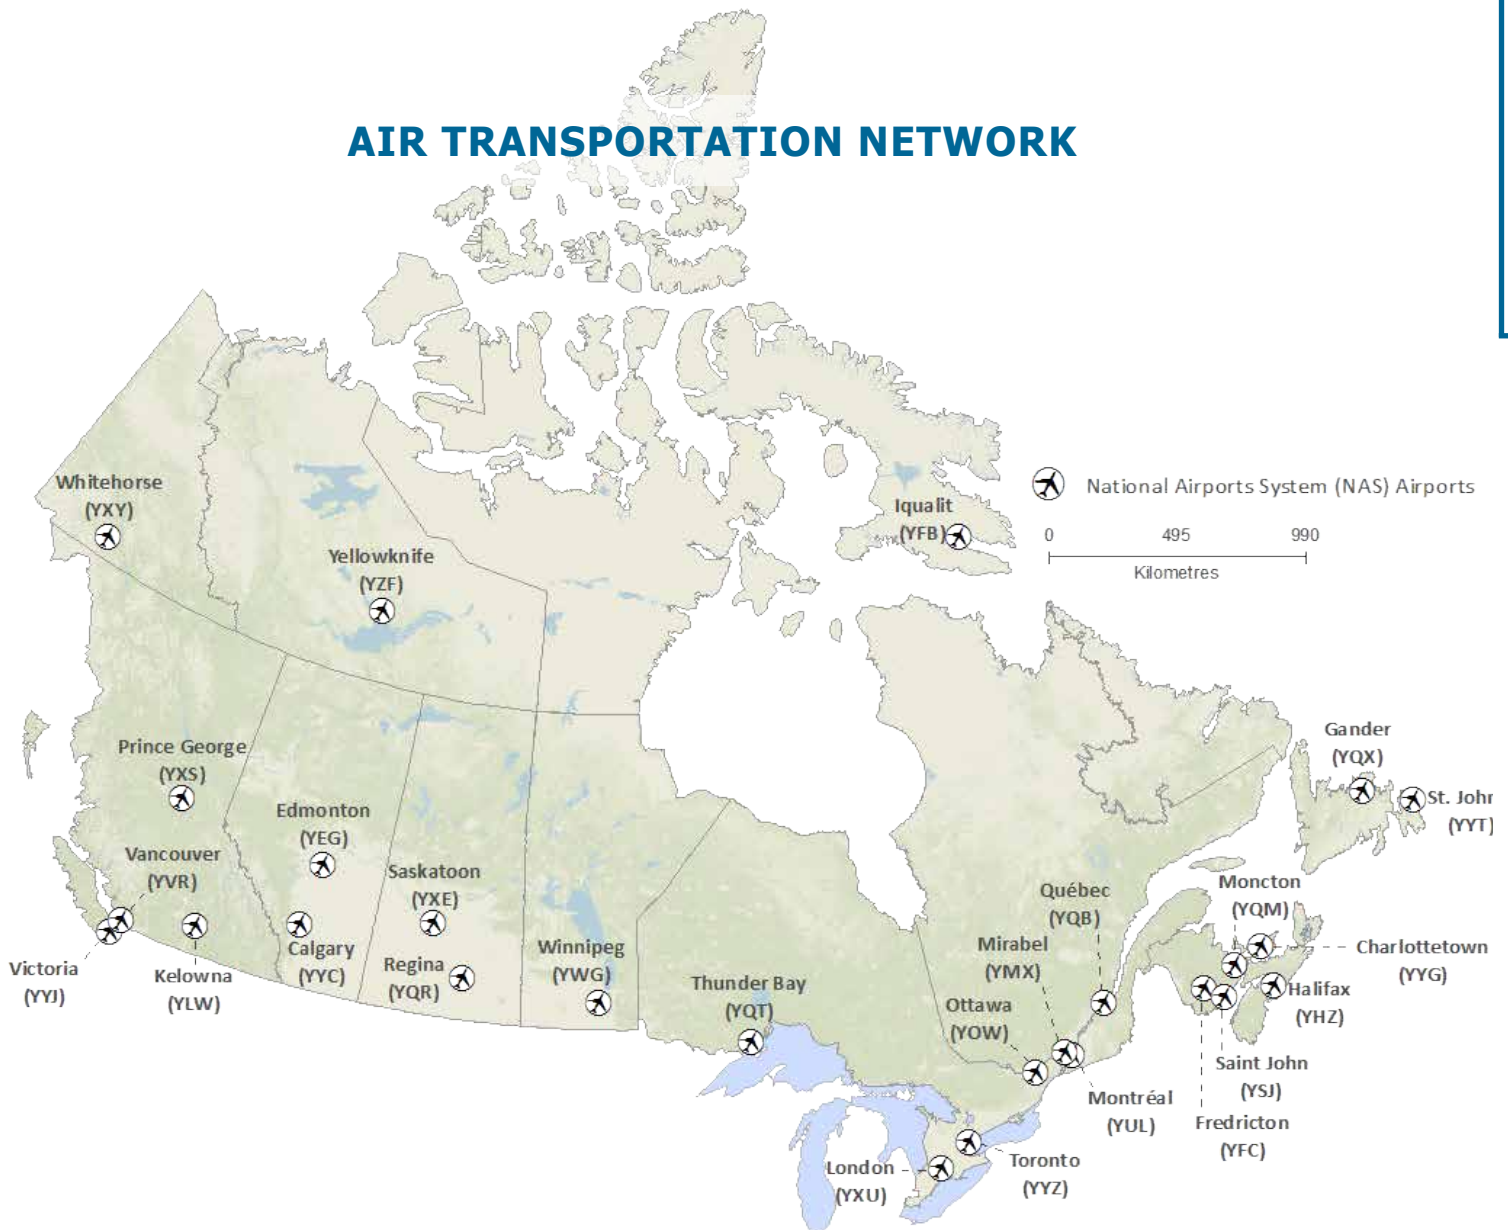 AIR TRANSPORTATION NETWORK
Whitehorse
(YXY)
Iqualit
(YFB)
National Airports System (NAS) Airports
0 495 990
Kilometres
Yellowknife
(YZF)
Prince George
(YXS)
Gander
(YQX)
St. John
(YYT)
Edmonton
(YEG)
Vancouver
(YVR)
Saskatoon
(YXE)
Québec
(YQB)
Moncton
(YQM)
Victoria
(YYJ)
Kelowna
(YLW)
Calgary
(YYC)
Regina
(YQR)
Winnipeg
(YWG)
Mirabel
(YMX)
Charlottetown
(YYG)
Thunder Bay
(YQT)
Ottawa
(YOW)
Halifax
(YHZ)
Saint John
(YSJ)
Montréal
(YUL)
Fredricton
(YFC)
London
(YXU)
Toronto
(YYZ)